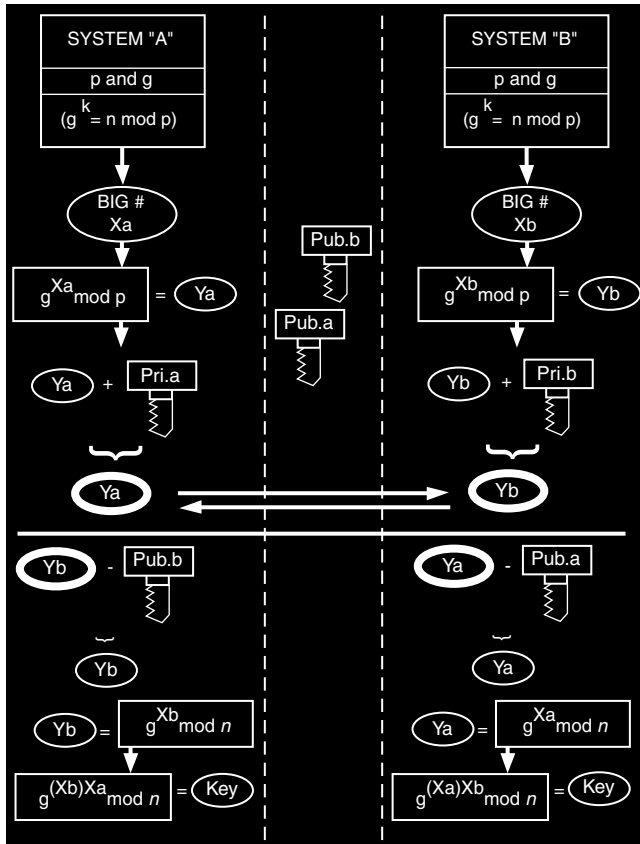 SYSTEM "A"
p and g
(g^k = n mod p)
BIG #
Xa
g^Xa mod p = Ya
Ya + Pri.a
Ya
Pub.b
Pub.a
SYSTEM "B"
p and g
(g^k = n mod p)
BIG #
Xb
g^Xb mod p = Yb
Yb + Pri.b
Yb
Yb - Pub.b
Yb
Yb = g^Xb mod n
g^(Xb)Xa mod n = Key
Ya - Pub.a
Ya
Ya = g^Xa mod n
g^(Xa)Xb mod n = Key